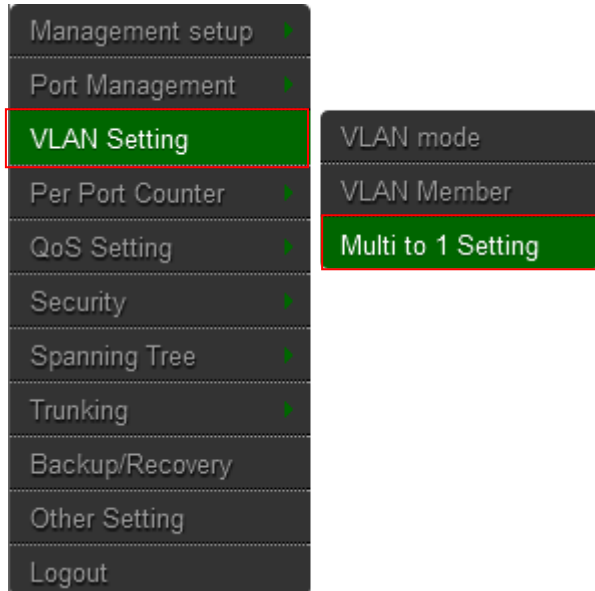 Management setup
Port Management
VLAN Setting
Per Port Counter
QoS Setting
Security
Spanning Tree
Trunking
Backup/Recovery
Other Setting
Logout
VLAN mode
VLAN Member
Multi to 1 Setting